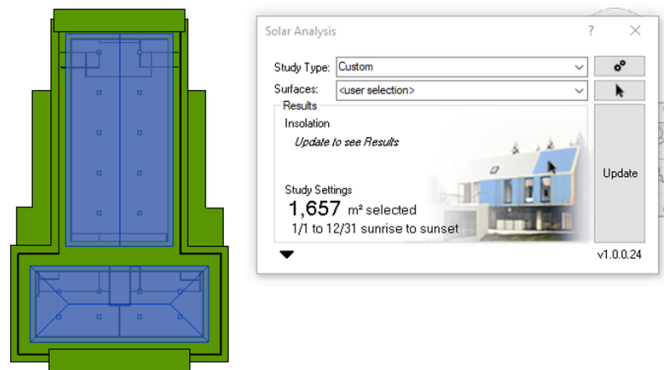 Solar Analysis
Study Type: Custom
Surfaces: <user selection>
Results
Insolation
Update to see Results
Update
Study Settings
1,657 m² selected
1/1 to 12/31 sunrise to sunset
v1.0.0.24